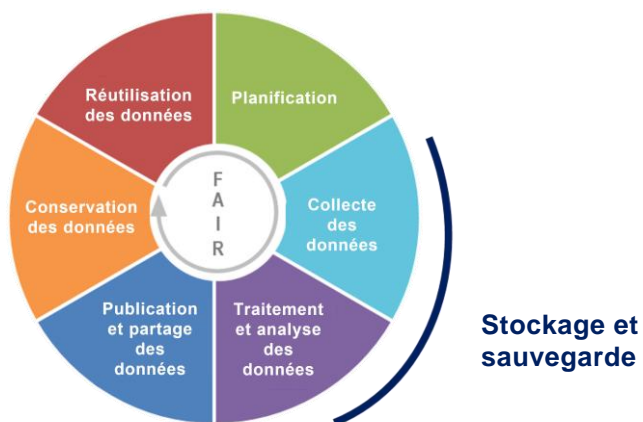 Réutilisation
des données
Planification
Conservation
des données
F
A
I
R
Collecte
des
données
Publication
et partage
des
données
Traitement
et analyse
des
données
Stockage et
sauvegarde